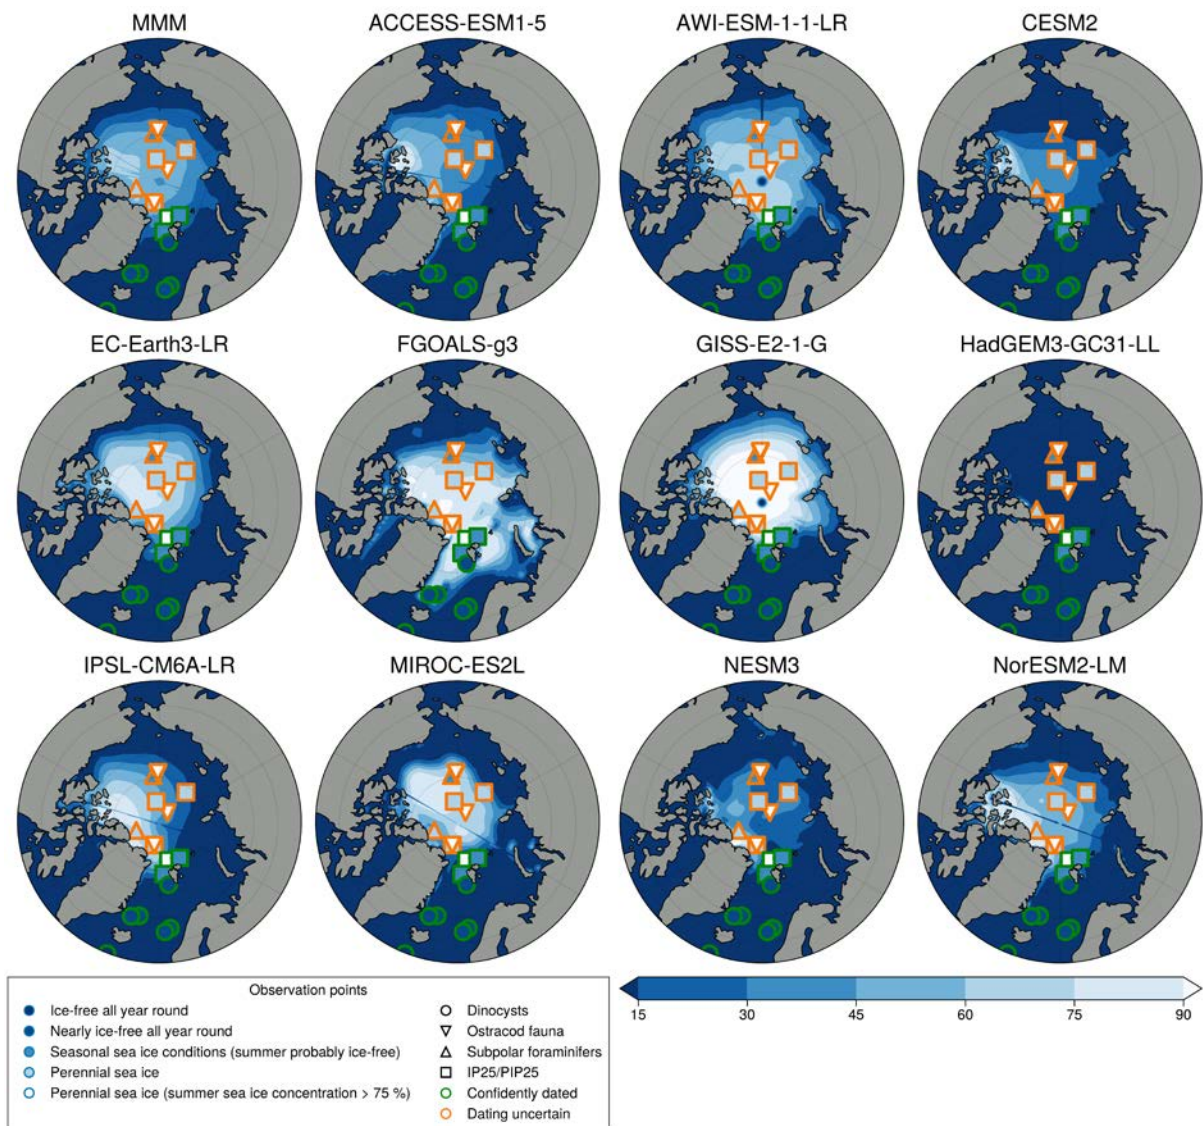 MMM ACCESS-ESM1-5 AWI-ESM-1-1-LR CESM2
EC-Earth3-LR FGOALS-g3 GISS-E2-1-G HadGEM3-GC31-LL
IPSL-CM6A-LR MIROC-ES2L NESM3 NorESM2-LM
Observation points
Ice-free all year round
Nearly ice-free all year round
Seasonal sea ice conditions (summer probably ice-free)
Perennial sea ice
Perennial sea ice (summer sea ice concentration > 75 %)
Dinocysts
Ostracod fauna
Subpolar foraminifers
IP25/PIP25
Confidently dated
Dating uncertain
15 30 45 60 75 90